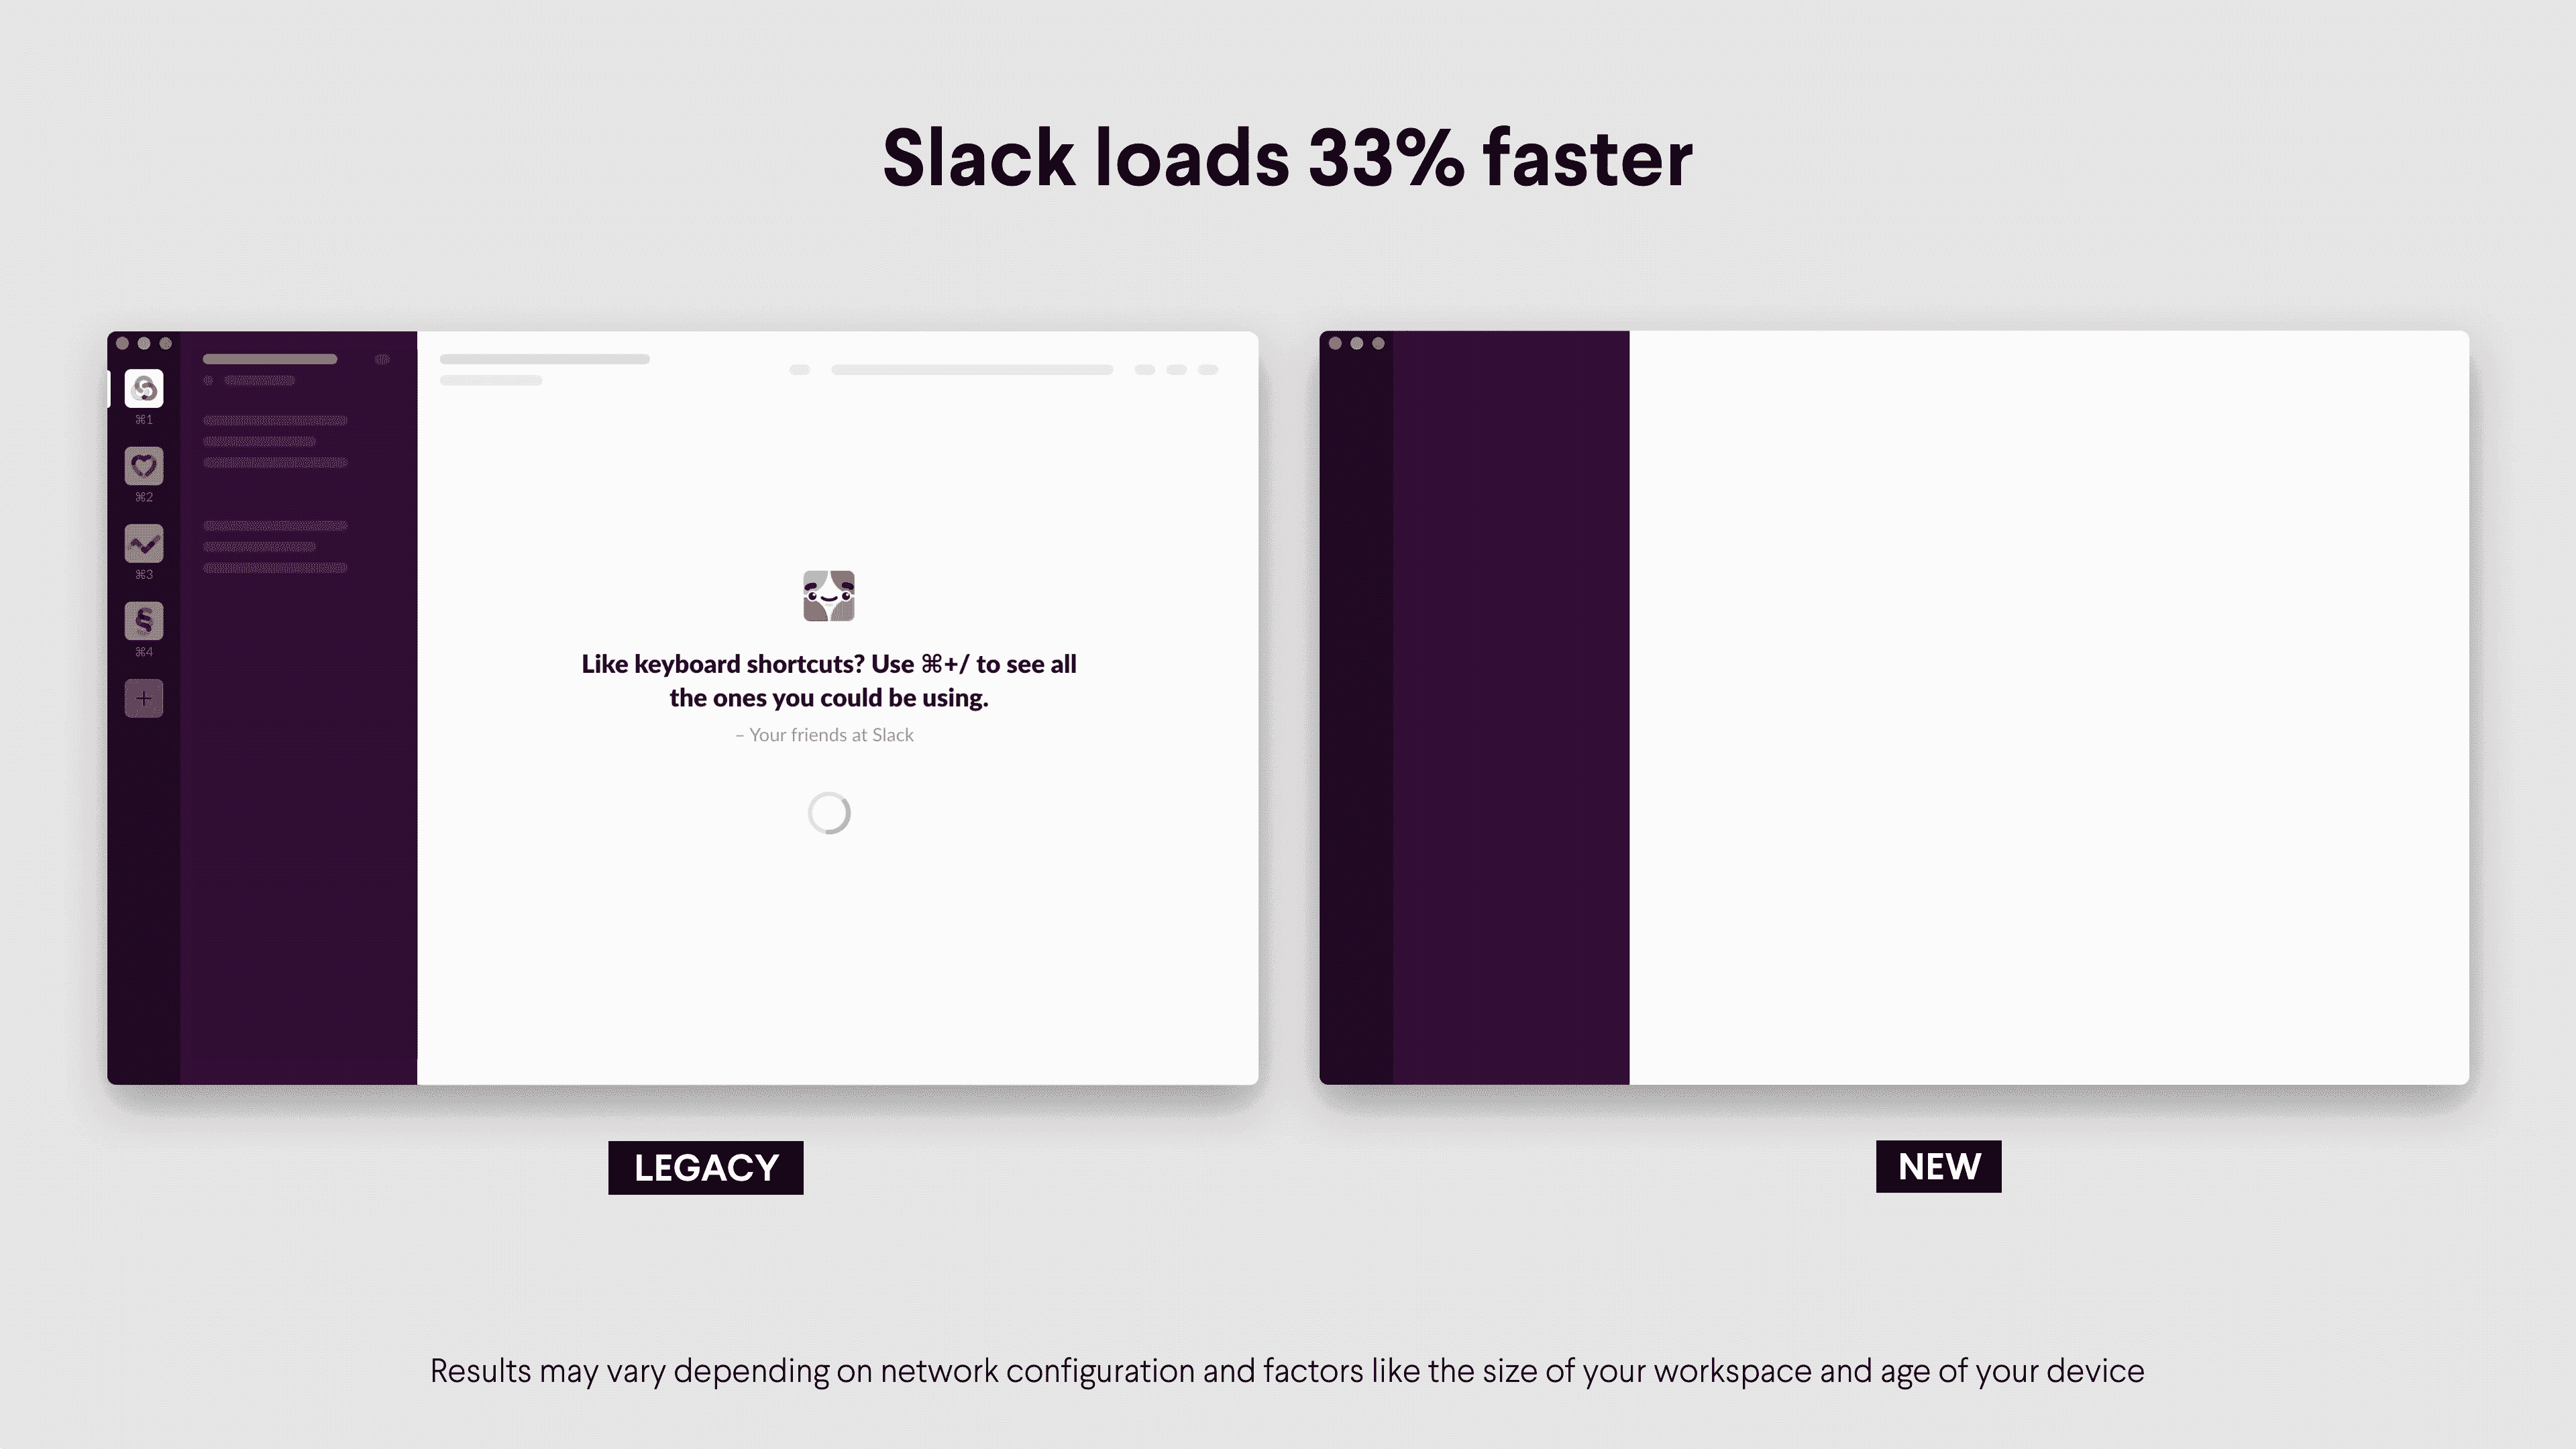 Slack loads 33% faster
⌘1
⌘2
⌘3
⌘4
Like keyboard shortcuts? Use ⌘+/ to see all
the ones you could be using.
– Your friends at Slack
LEGACY
NEW
Results may vary depending on network configuration and factors like the size of your workspace and age of your device